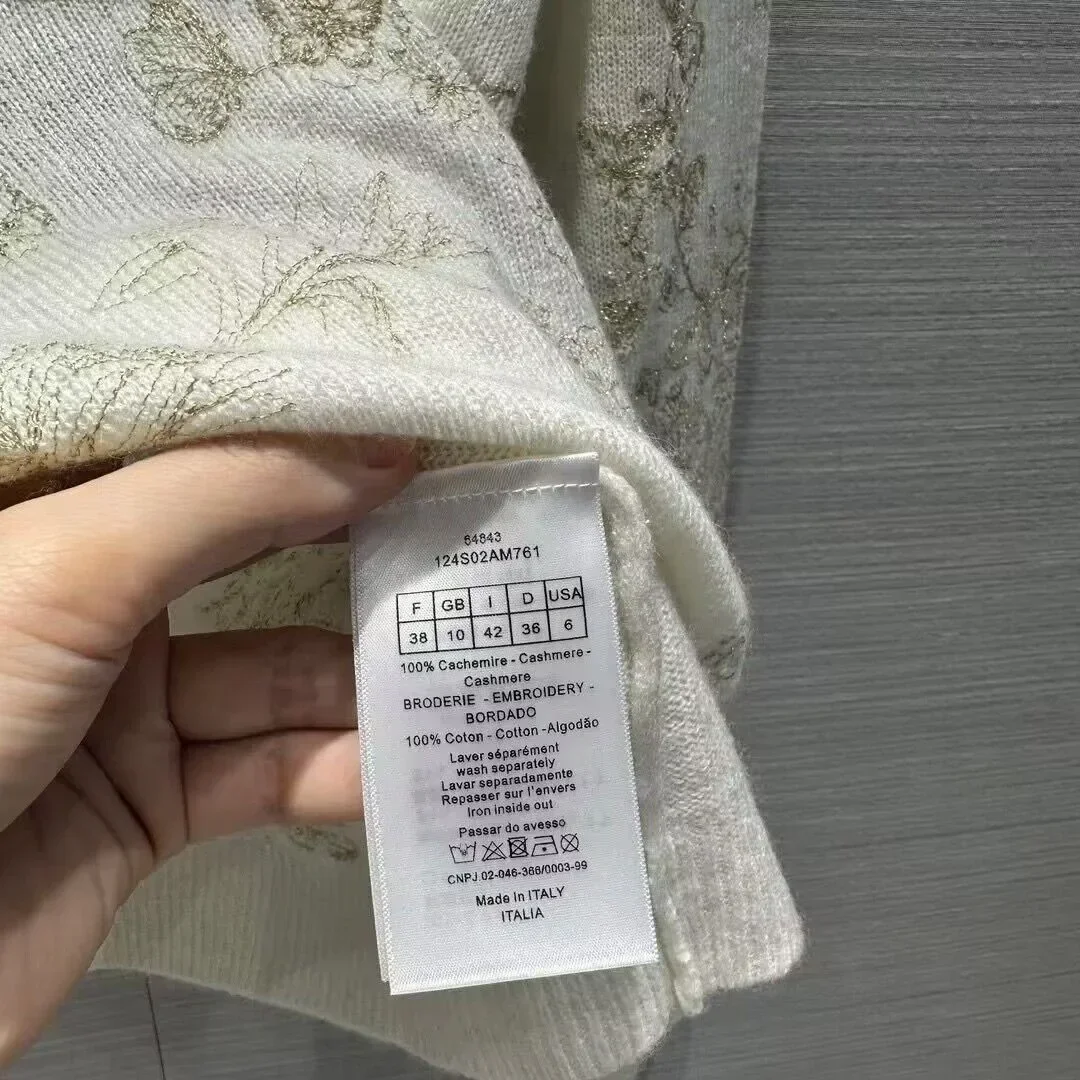 64843
124S02AM761
F GB I D USA
38 10 42 36 6
100% Cachemire - Cashmere -
Cashmere
BRODERIE - EMBROIDERY -
BORDADO
100% Coton - Cotton -Algodão
Laver séparément
wash separately
Lavar separadamente
Repasser sur l'envers
Iron inside out
Passar do avesso
CNPJ.02-046-366/0003-99
Made in ITALY
ITALIA